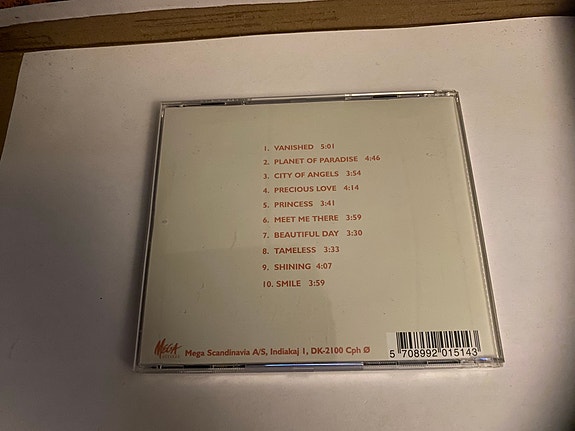 1. VANISHED 5:01
2. PLANET OF PARADISE 4:46
3. CITY OF ANGELS 3:54
4. PRECIOUS LOVE 4:14
5. PRINCESS 3:41
6. MEET ME THERE 3:59
7. BEAUTIFUL DAY 3:30
8. TAMELESS 3:33
9. SHINING 4:07
10. SMILE 3:59
MEGA
RECORDS
Mega Scandinavia A/S, Indiakaj 1, DK-2100 Cph Ø
5 708992 015143